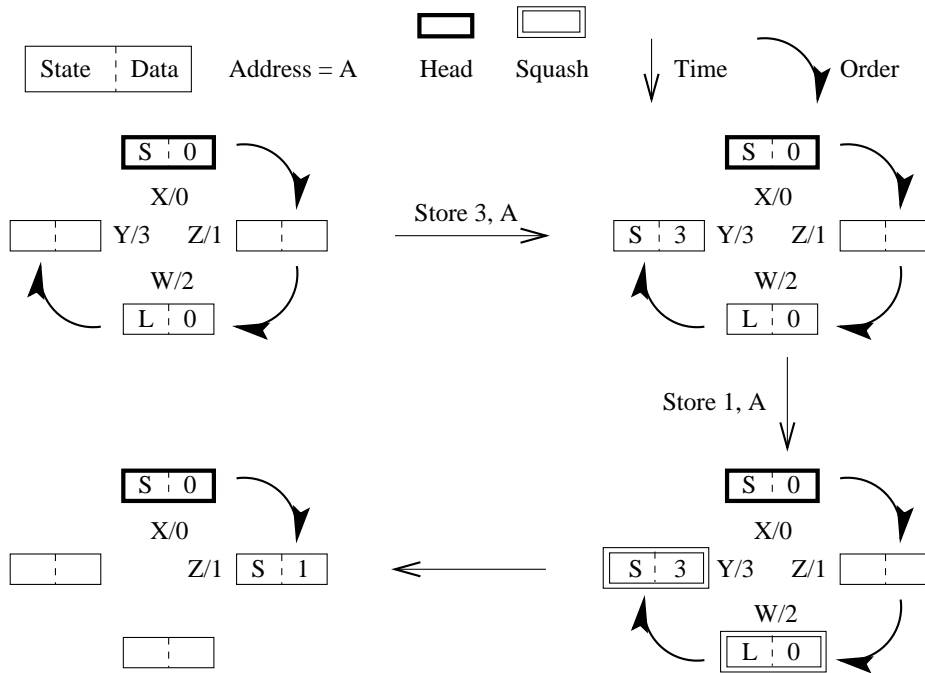 State Data Address = A Head Squash Time Order
S 0 S 0
X/0 X/0
Y/3 Z/1 Store 3, A S 3 Y/3 Z/1
W/2 W/2
L 0 L 0
Store 1, A
S 0 S 0
X/0 X/0
Z/1 S 1 S 3 Y/3 Z/1
W/2
L 0